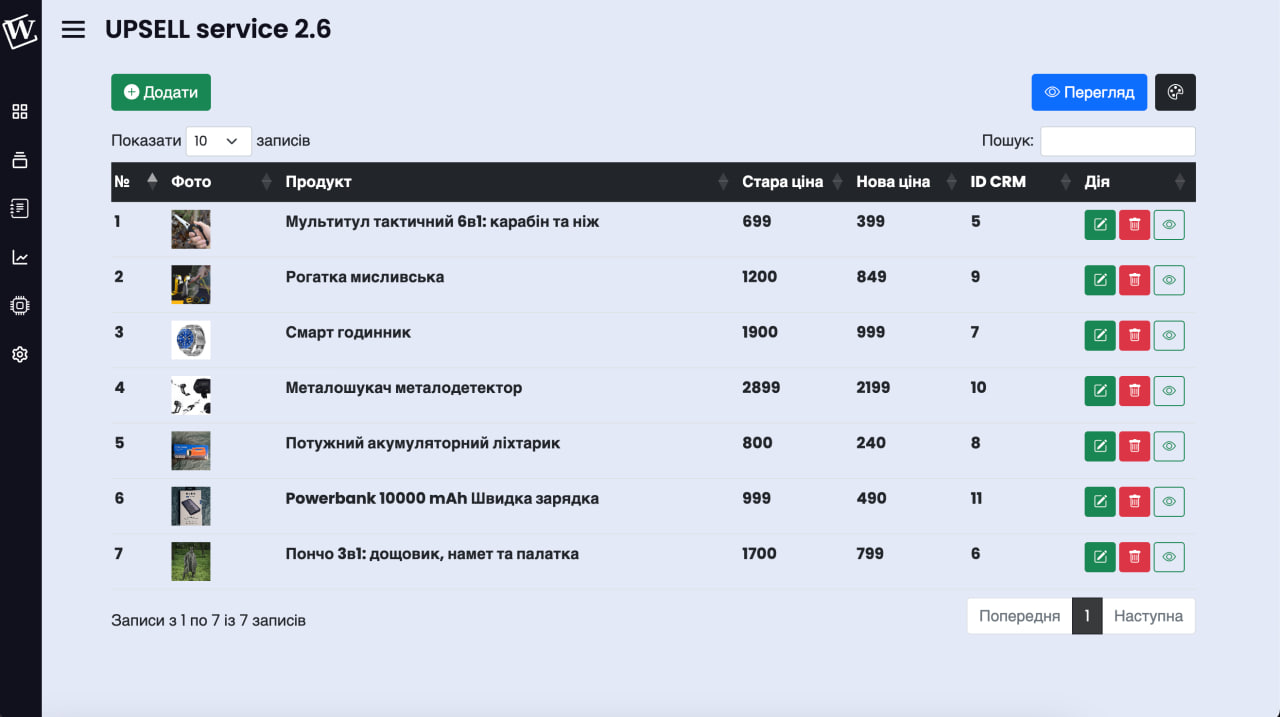 W
UPSELL service 2.6
Додати
Перегляд
Показати 10 записів
Пошук:
№ Фото Продукт Стара ціна Нова ціна ID CRM Дія
1 Мультитул тактичний 6в1: карабін та ніж 699 399 5
2 Рогатка мисливська 1200 849 9
3 Смарт годинник 1900 999 7
4 Металошукач металодетектор 2899 2199 10
5 Потужний акумуляторний ліхтарик 800 240 8
6 Powerbank 10000 mAh Швидка зарядка 999 490 11
7 Пончо 3в1: дощовик, намет та палатка 1700 799 6
Записи з 1 по 7 із 7 записів
Попередня 1 Наступна